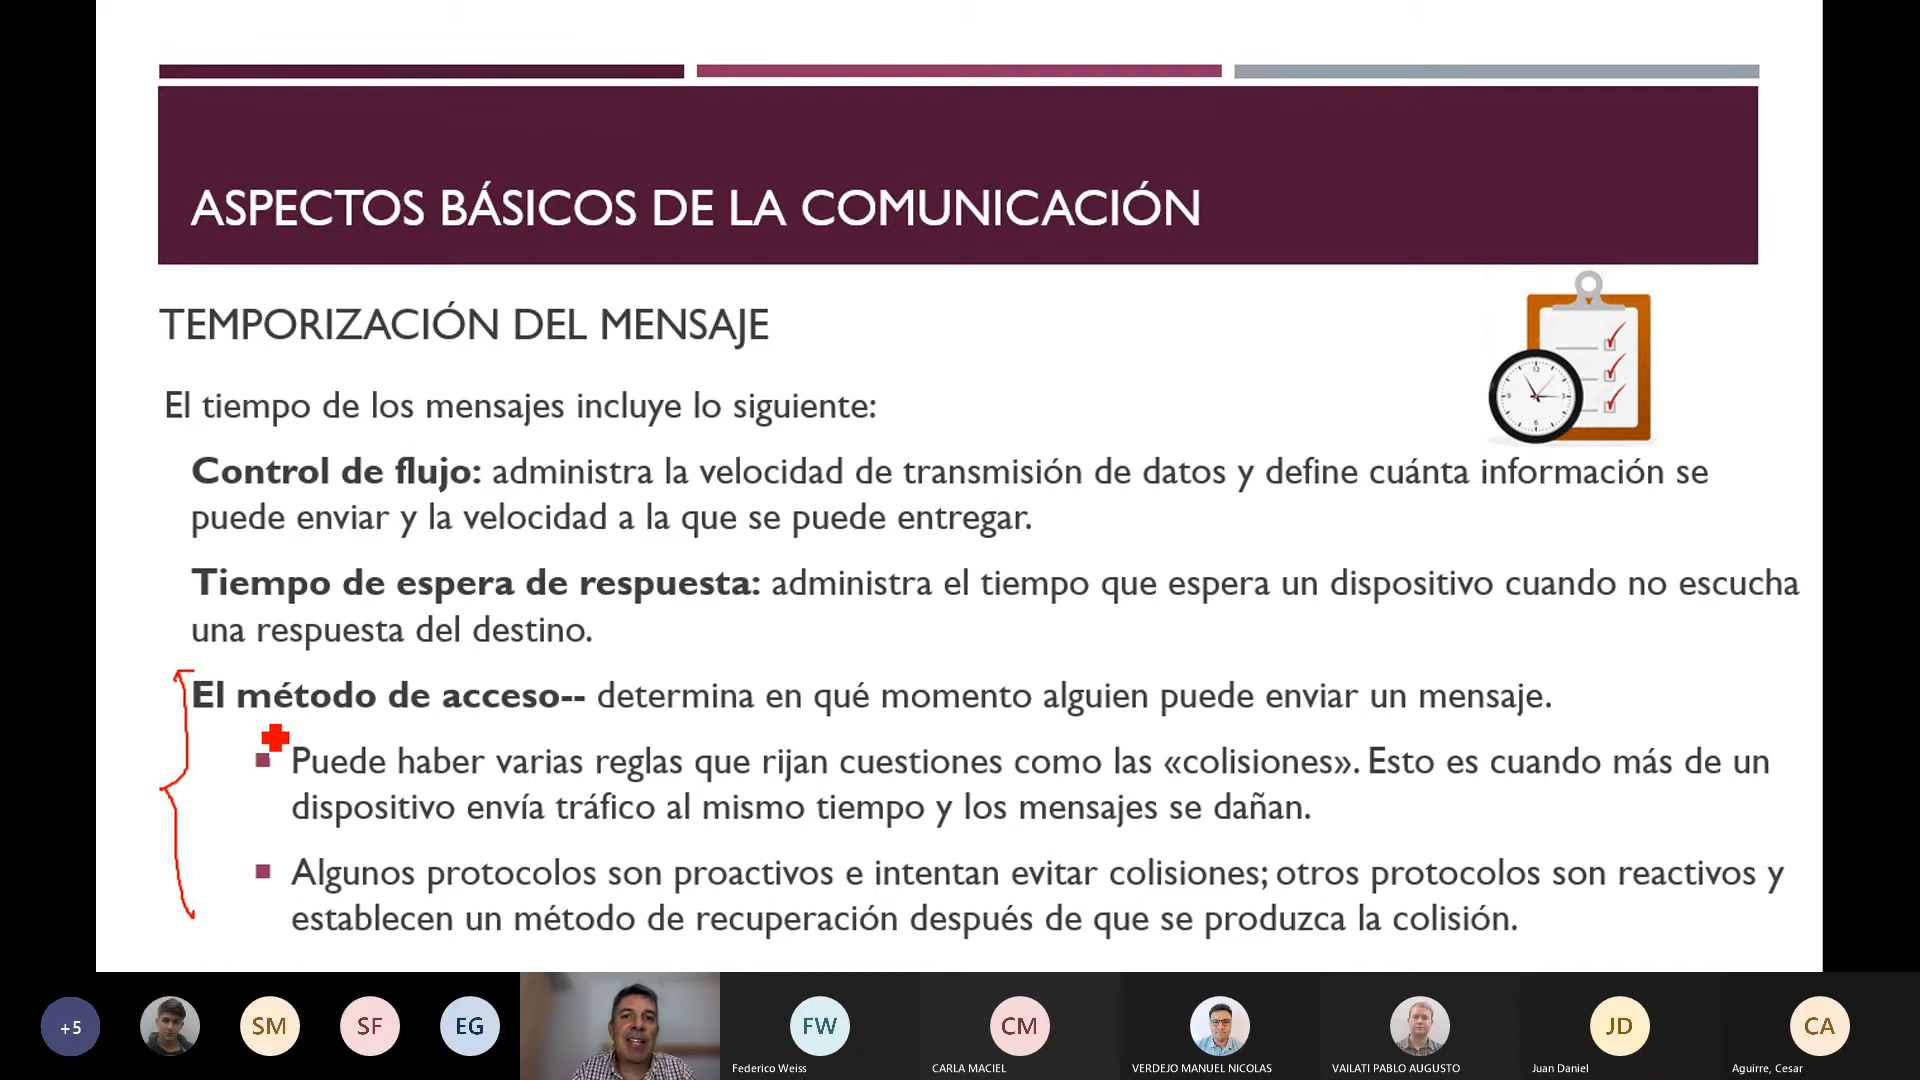 ASPECTOS BÁSICOS DE LA COMUNICACIÓN
TEMPORIZACIÓN DEL MENSAJE
El tiempo de los mensajes incluye lo siguiente:
Control de flujo: administra la velocidad de transmisión de datos y define cuánta información se
puede enviar y la velocidad a la que se puede entregar.
Tiempo de espera de respuesta: administra el tiempo que espera un dispositivo cuando no escucha
una respuesta del destino.
El método de acceso-- determina en qué momento alguien puede enviar un mensaje.
Puede haber varias reglas que rijan cuestiones como las «colisiones». Esto es cuando más de un
dispositivo envía tráfico al mismo tiempo y los mensajes se dañan.
Algunos protocolos son proactivos e intentan evitar colisiones; otros protocolos son reactivos y
establecen un método de recuperación después de que se produzca la colisión.
12
3
6
+5
SM
SF
EG
FW
CM
JD
CA
Federico Weiss
CARLA MACIEL
VERDEJO MANUEL NICOLAS
VAILATI PABLO AUGUSTO
Juan Daniel
Aguirre, Cesar